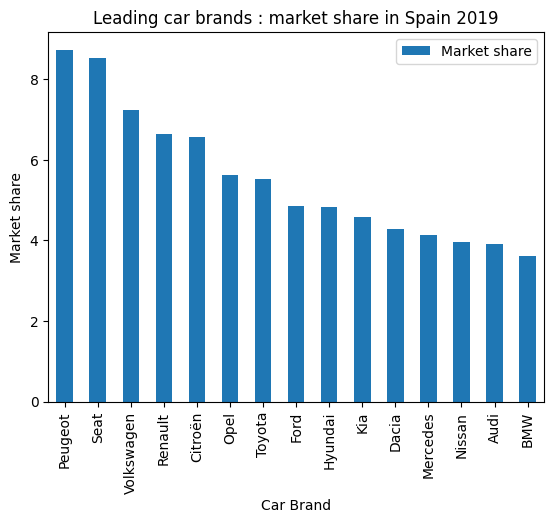 Leading car brands : market share in Spain 2019
Market share
Market share
8
6
4
2
0
Peugeot
Seat
Volkswagen
Renault
Citroën
Opel
Toyota
Ford
Hyundai
Kia
Dacia
Mercedes
Nissan
Audi
BMW
Car Brand